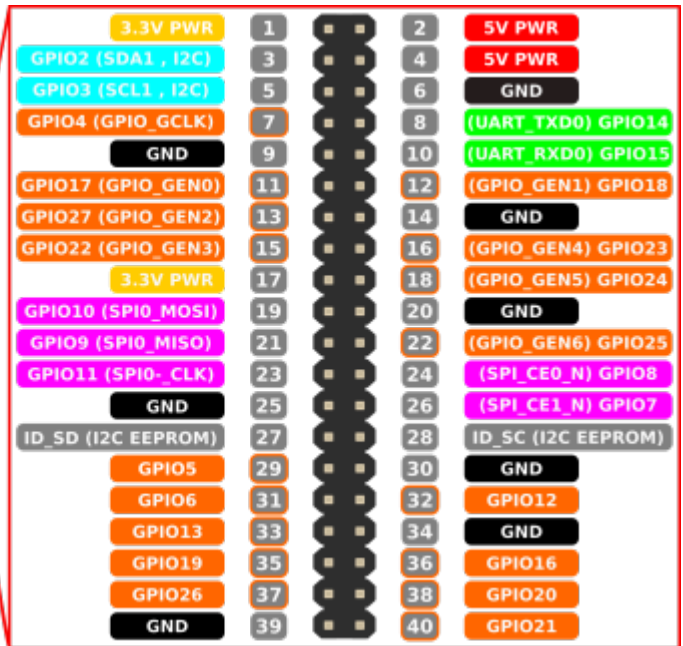 3.3V PWR 1 2 5V PWR
GPIO2 (SDA1 , I2C) 3 4 5V PWR
GPIO3 (SCL1 , I2C) 5 6 GND
GPIO4 (GPIO_GCLK) 7 8 (UART_TXD0) GPIO14
GND 9 10 (UART_RXD0) GPIO15
GPIO17 (GPIO_GEN0) 11 12 (GPIO_GEN1) GPIO18
GPIO27 (GPIO_GEN2) 13 14 GND
GPIO22 (GPIO_GEN3) 15 16 (GPIO_GEN4) GPIO23
3.3V PWR 17 18 (GPIO_GEN5) GPIO24
GPIO10 (SPI0_MOSI) 19 20 GND
GPIO9 (SPI0_MISO) 21 22 (GPIO_GEN6) GPIO25
GPIO11 (SPI0-_CLK) 23 24 (SPI_CE0_N) GPIO8
GND 25 26 (SPI_CE1_N) GPIO7
ID_SD (I2C EEPROM) 27 28 ID_SC (I2C EEPROM)
GPIO5 29 30 GND
GPIO6 31 32 GPIO12
GPIO13 33 34 GND
GPIO19 35 36 GPIO16
GPIO26 37 38 GPIO20
GND 39 40 GPIO21